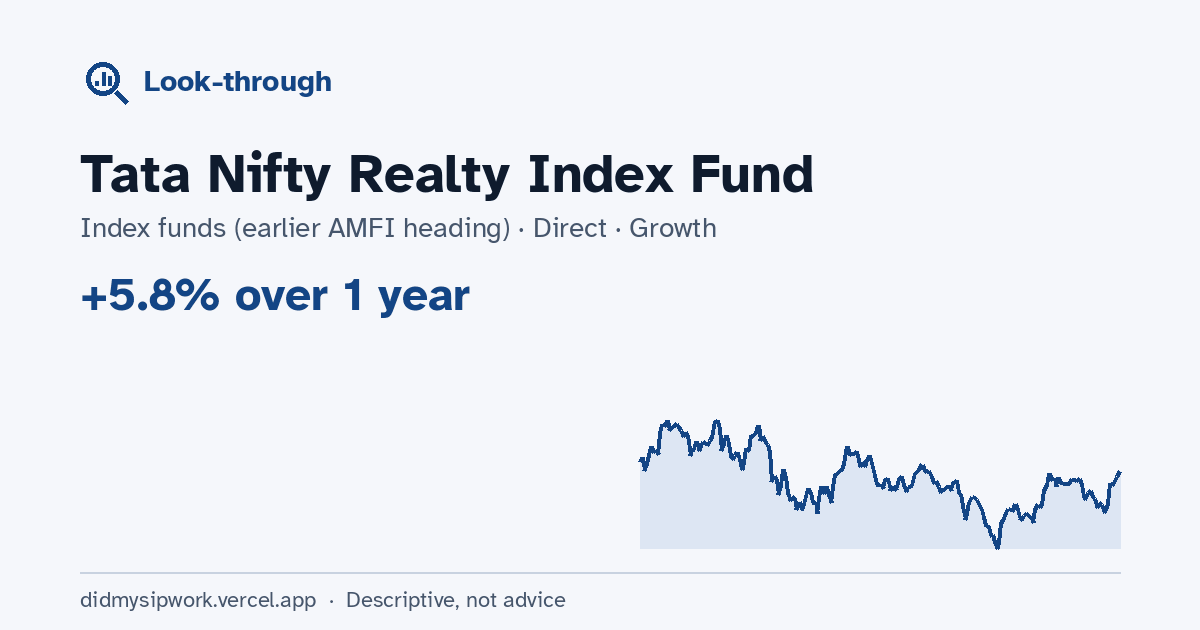 Look-through
Tata Nifty Realty Index Fund
Index funds (earlier AMFI heading) · Direct · Growth
+5.8% over 1 year
didmysipwork.vercel.app · Descriptive, not advice